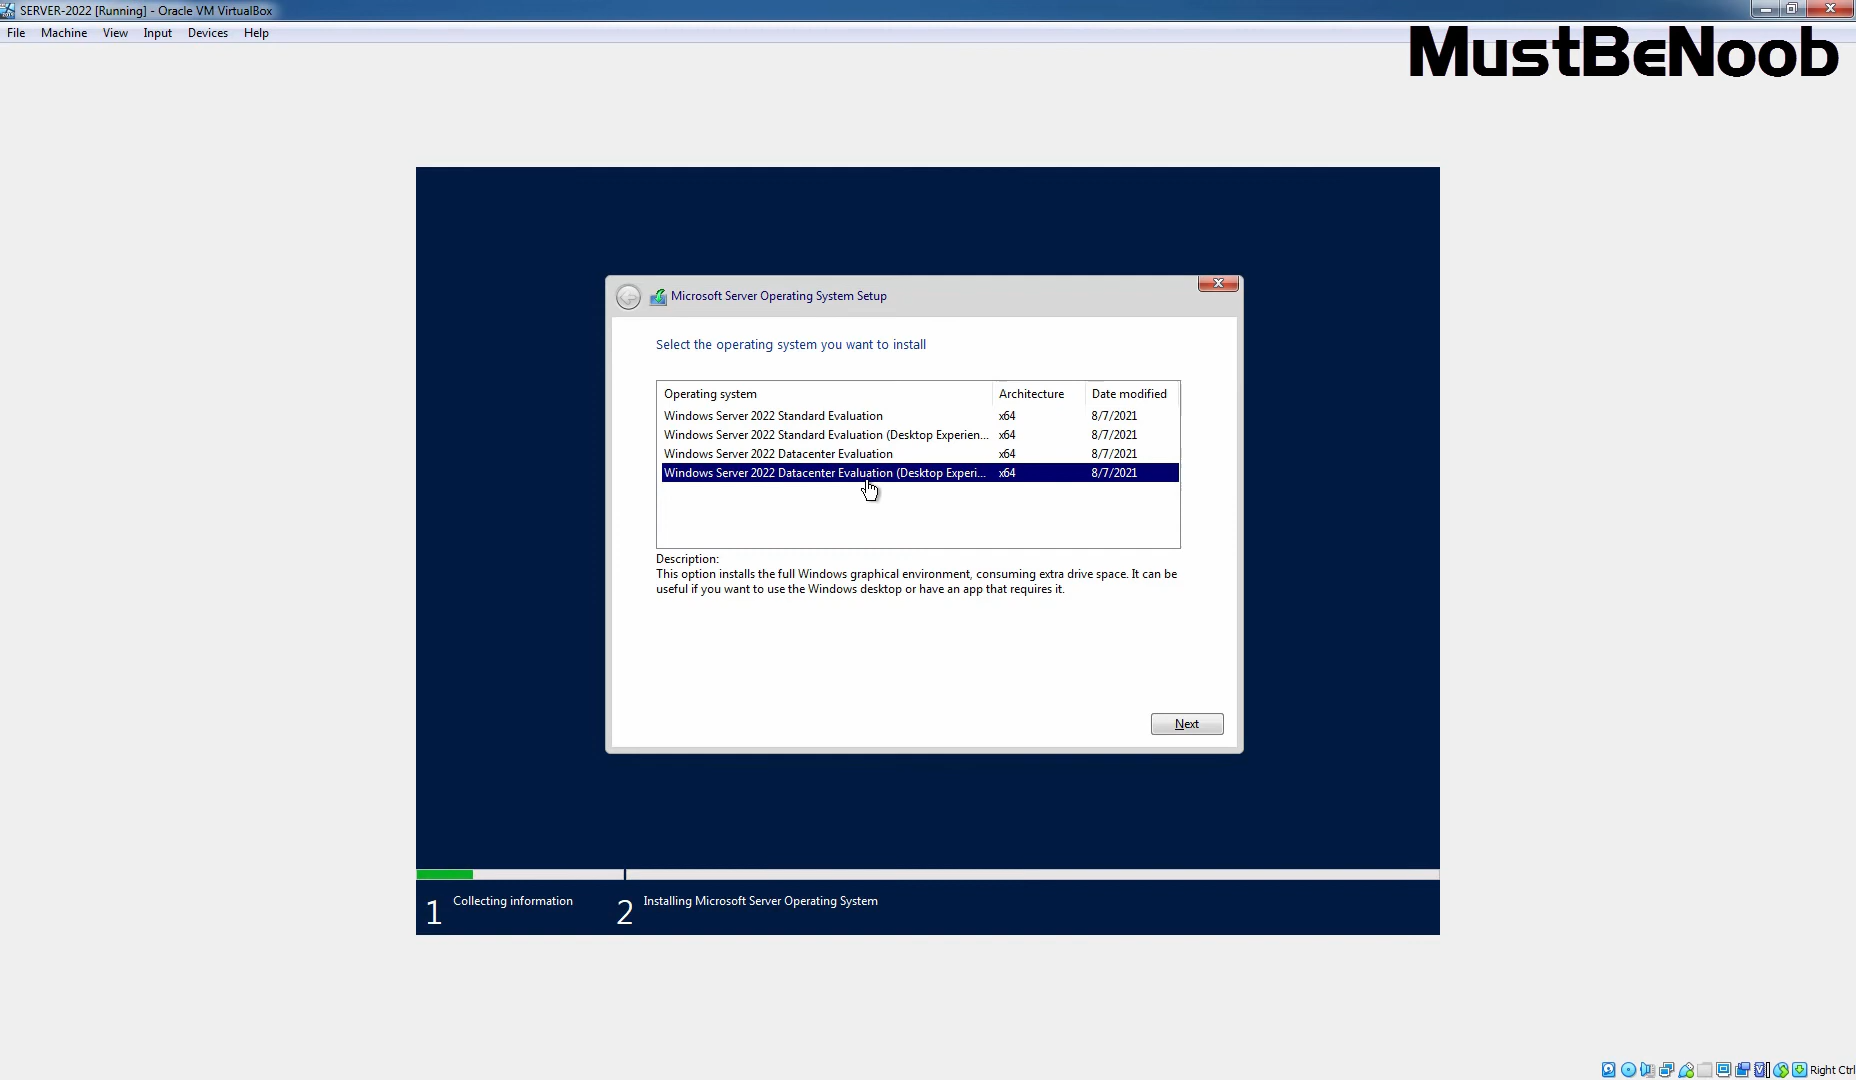 SERVER-2022 [Running] - Oracle VM VirtualBox
File Machine View Input Devices Help
MustBeNoob
Microsoft Server Operating System Setup
Select the operating system you want to install
Operating system Architecture Date modified
Windows Server 2022 Standard Evaluation x64 8/7/2021
Windows Server 2022 Standard Evaluation (Desktop Experien... x64 8/7/2021
Windows Server 2022 Datacenter Evaluation x64 8/7/2021
Windows Server 2022 Datacenter Evaluation (Desktop Experi... x64 8/7/2021
Description:
This option installs the full Windows graphical environment, consuming extra drive space. It can be
useful if you want to use the Windows desktop or have an app that requires it.
Next
1 Collecting information 2 Installing Microsoft Server Operating System
Right Ctrl